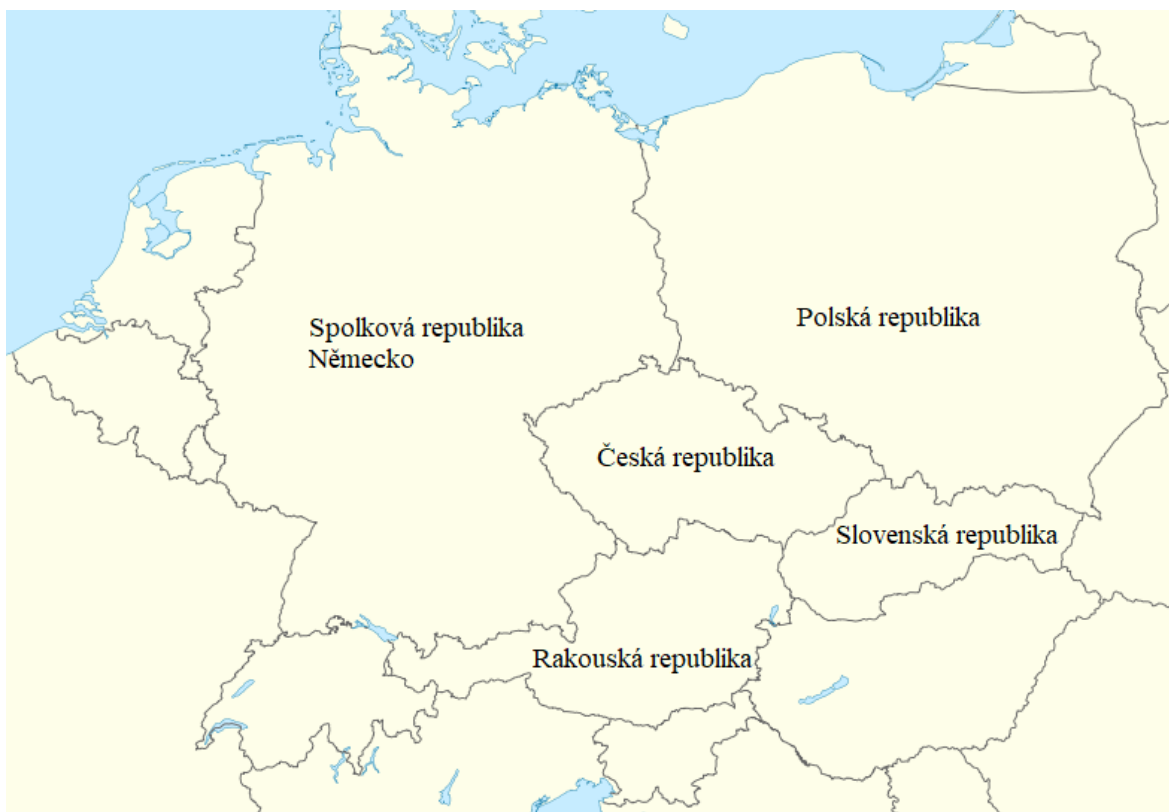 Spolková republika
Německo
Polská republika
Česká republika
Slovenská republika
Rakouská republika